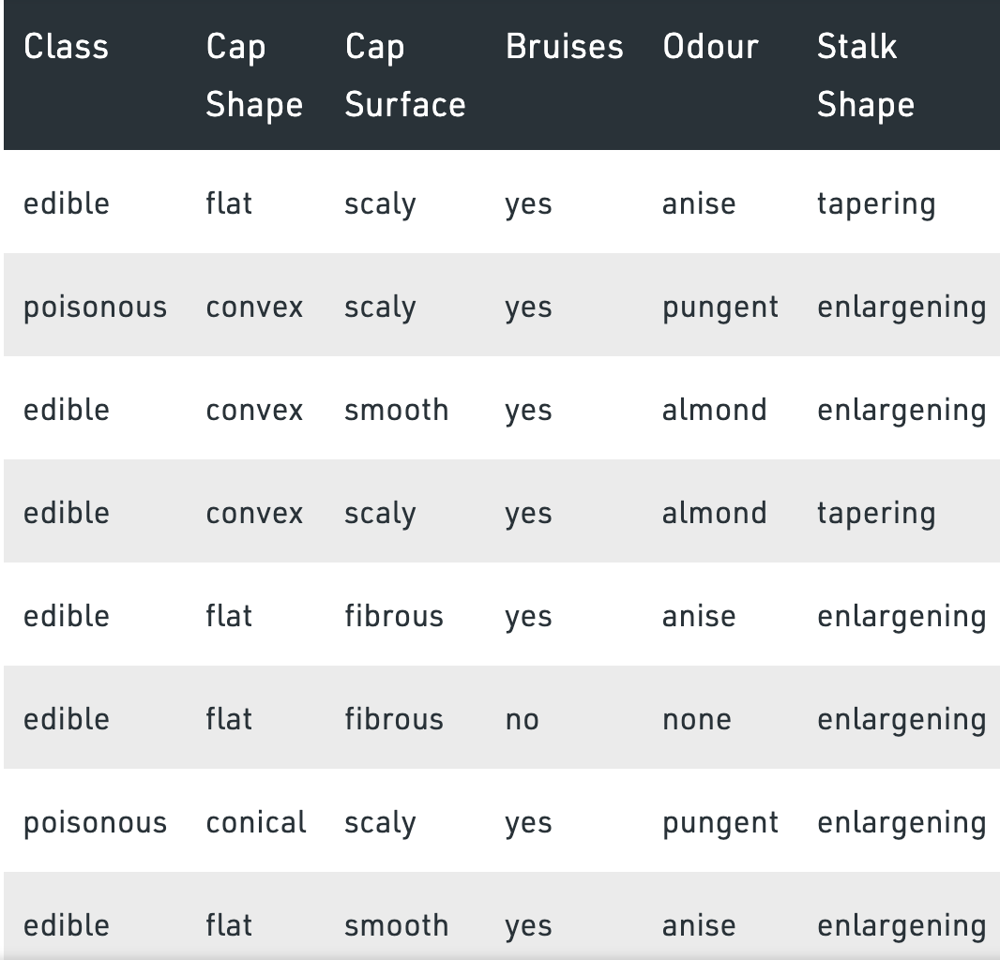 Class Cap Shape Cap Surface Bruises Odour Stalk Shape
edible flat scaly yes anise tapering
poisonous convex scaly yes pungent enlargening
edible convex smooth yes almond enlargening
edible convex scaly yes almond tapering
edible flat fibrous yes anise enlargening
edible flat fibrous no none enlargening
poisonous conical scaly yes pungent enlargening
edible flat smooth yes anise enlargening